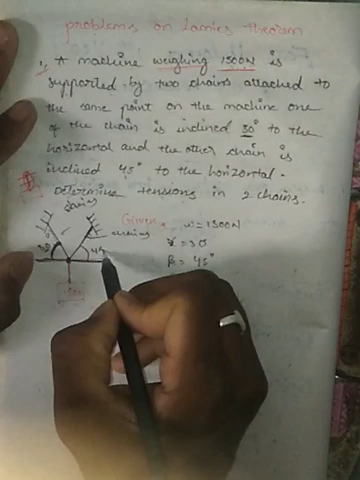 problems on Lamies theorem
1, A machine weighing 1500N is
supported by two chains attached to
the same point on the machine one
of the chain is inclined 30° to the
horizontal and the other chain is
inclined 45° to the horizontal.
Determine tensions in 2 chains.
Given, w = 1500N
= 30
β = 45°